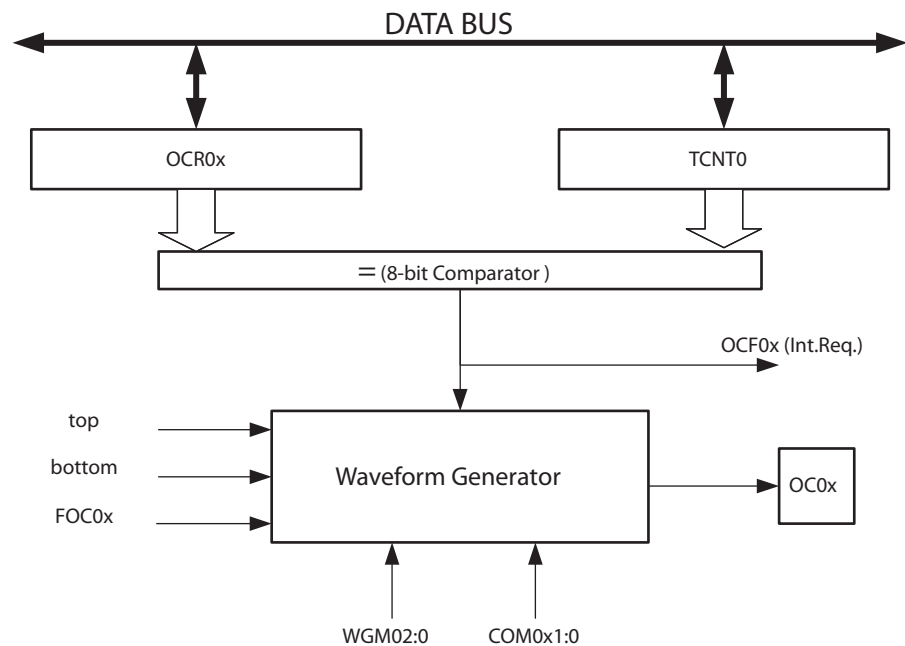 DATA BUS
OCR0x
TCNT0
= (8-bit Comparator )
OCF0x (Int.Req.)
top
bottom
FOC0x
Waveform Generator
OC0x
WGM02:0
COM0x1:0